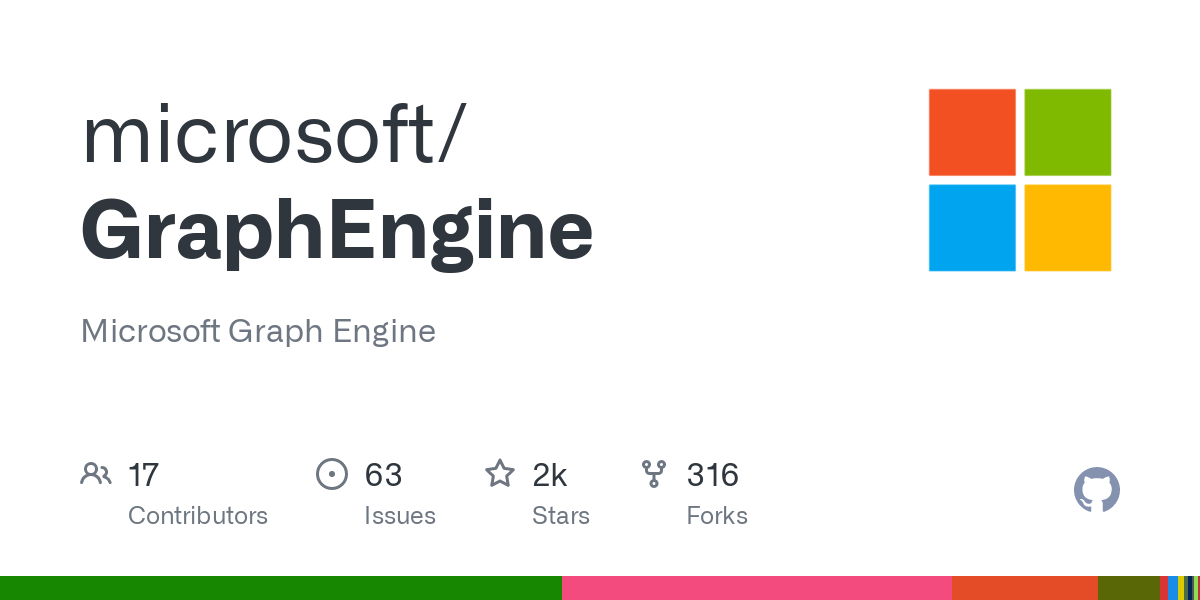 microsoft/
GraphEngine
Microsoft Graph Engine
17 63 2k 316
Contributors Issues Stars Forks